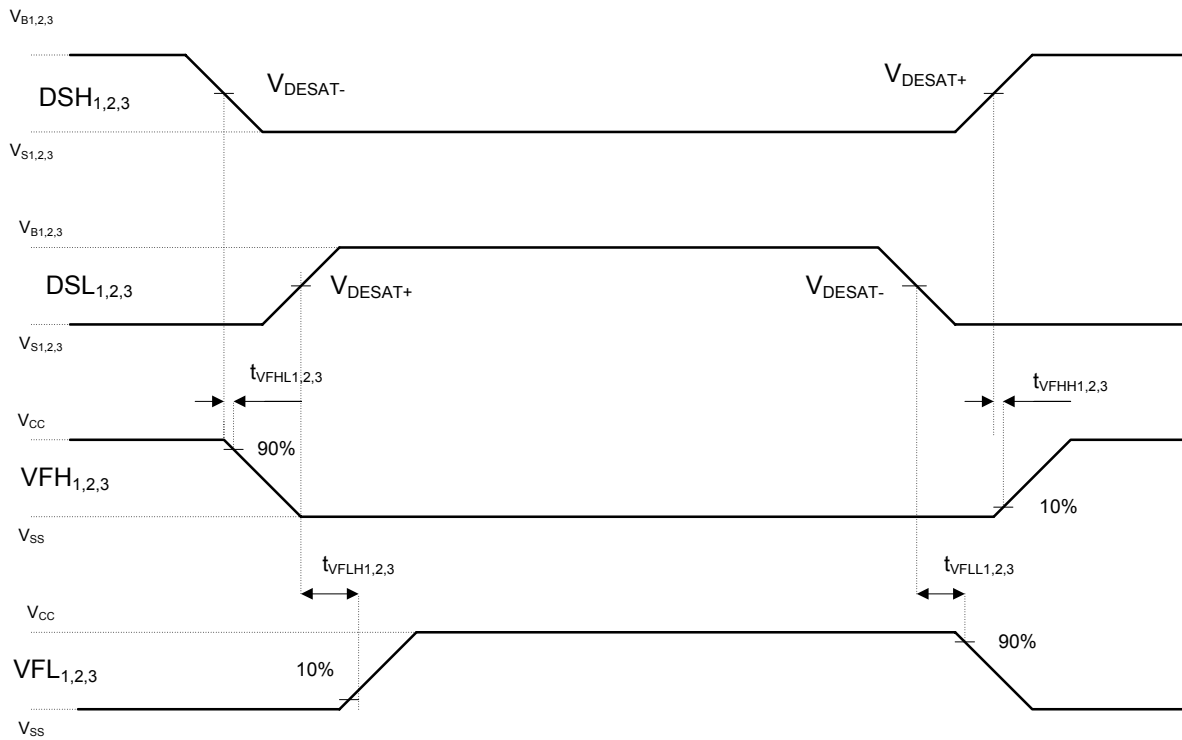 VB1,2,3
VDESAT-
VDESAT+
DSH1,2,3
VS1,2,3
VB1,2,3
DSL1,2,3
VDESAT+
VDESAT-
VS1,2,3
tVFHL1,2,3
tVFHH1,2,3
VCC
90%
VFH1,2,3
10%
VSS
tVFLH1,2,3
tVFLL1,2,3
VCC
90%
VFL1,2,3
10%
VSS